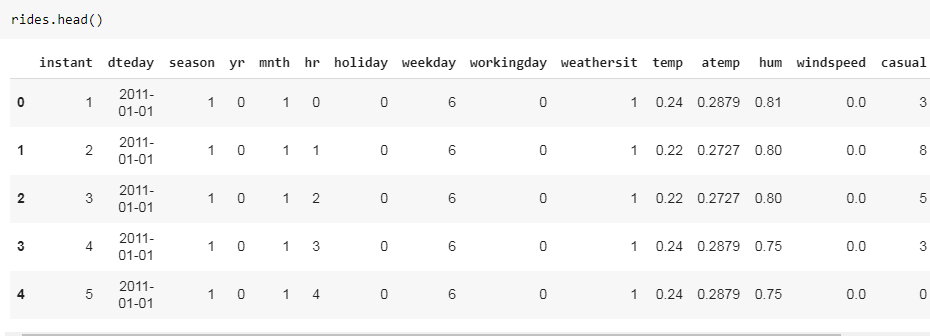 rides.head()
instant dteday season yr mnth hr holiday weekday workingday weathersit temp atemp hum windspeed casual
0 1 2011-01-01 1 0 1 0 0 6 0 1 0.24 0.2879 0.81 0.0 3
1 2 2011-01-01 1 0 1 1 0 6 0 1 0.22 0.2727 0.80 0.0 8
2 3 2011-01-01 1 0 1 2 0 6 0 1 0.22 0.2727 0.80 0.0 5
3 4 2011-01-01 1 0 1 3 0 6 0 1 0.24 0.2879 0.75 0.0 3
4 5 2011-01-01 1 0 1 4 0 6 0 1 0.24 0.2879 0.75 0.0 0